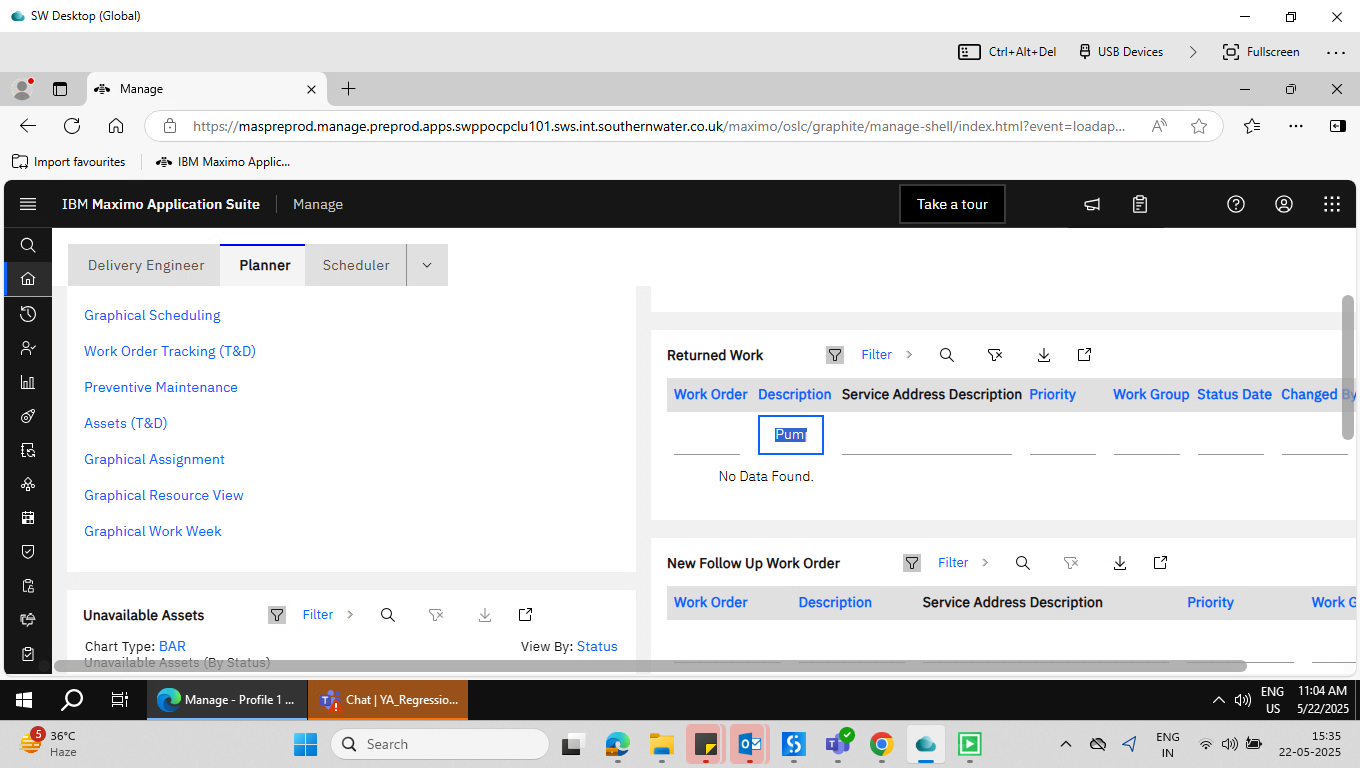 SW Desktop (Global)
Ctrl+Alt+Del USB Devices Fullscreen
Manage
https://maspreprod.manage.preprod.apps.swppocpclu101.sws.int.southernwater.co.uk/maximo/oslc/graphite/manage-shell/index.html?event=loadap...
Import favourites IBM Maximo Applic...
IBM Maximo Application Suite Manage Take a tour
Delivery Engineer Planner Scheduler
Graphical Scheduling
Work Order Tracking (T&D)
Preventive Maintenance
Assets (T&D)
Graphical Assignment
Graphical Resource View
Graphical Work Week
Unavailable Assets Filter
Chart Type: BAR View By: Status
Unavailable Assets (By Status)
Returned Work Filter
Work Order Description Service Address Description Priority Work Group Status Date Changed By
Pum
No Data Found.
New Follow Up Work Order Filter
Work Order Description Service Address Description Priority Work G
Manage - Profile 1 ... Chat | YA_Regressio...
ENG
US
11:04 AM
5/22/2025
5
36°C
Haze
Search
ENG
IN
15:35
22-05-2025